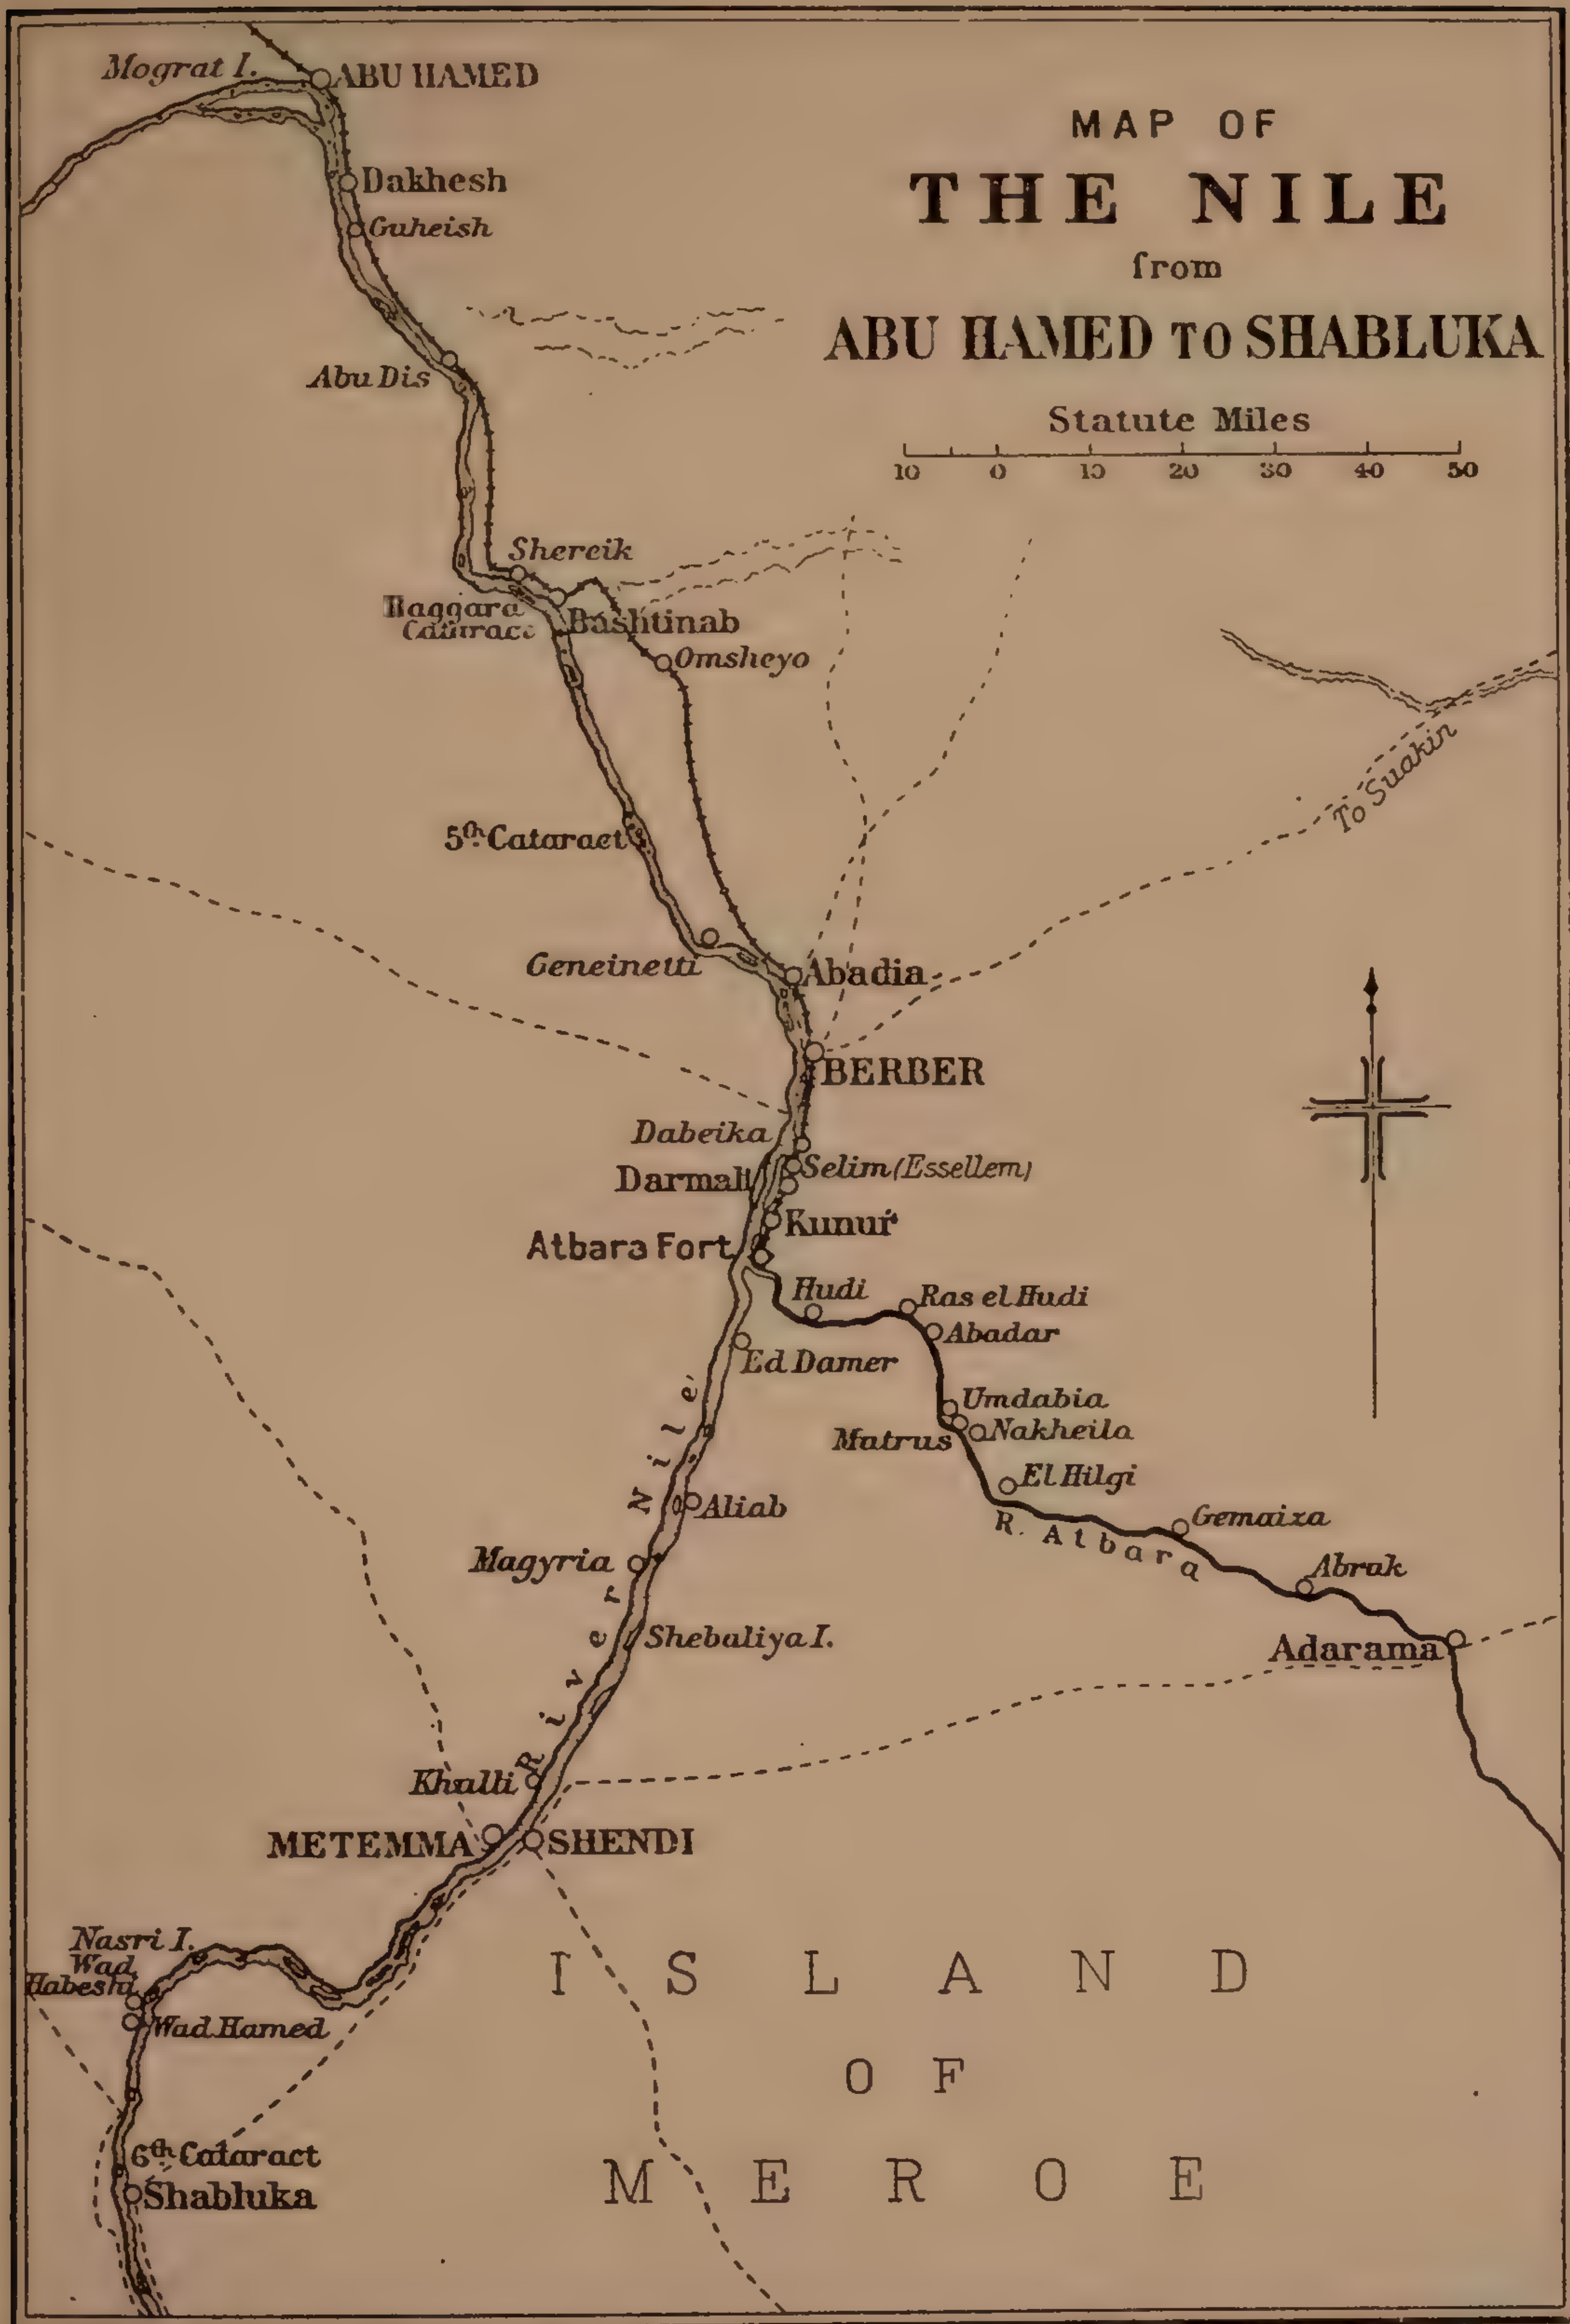 MAP OF
THE NILE
from
ABU HAMED TO SHABLUKA
Statute Miles
10 0 10 20 30 40 50
Mograt I.
ABU HAMED
Dakhesh
Guheish
Abu Dis
Shereik
Baggara
Cataract
Bashtinab
Omsheyo
To Suakin
5th Cataract
Geneinetti
Abadia
BERBER
Dabeika
Selim (Essellem)
Darmali
Kunur
Atbara Fort
Hudi
Ras el Hudi
Abadar
Ed Damer
Umdabia
Matrus
Nakheila
El Hilgi
River Nile
Aliab
R. Atbara
Gemaiza
Magyria
Abrak
Shebaliya I.
Adarama
Khalli
METEMMA
SHENDI
Nasri I.
Wad
Habeshi
Wad Hamed
ISLAND
OF
MEROE
6th Cataract
Shabluka